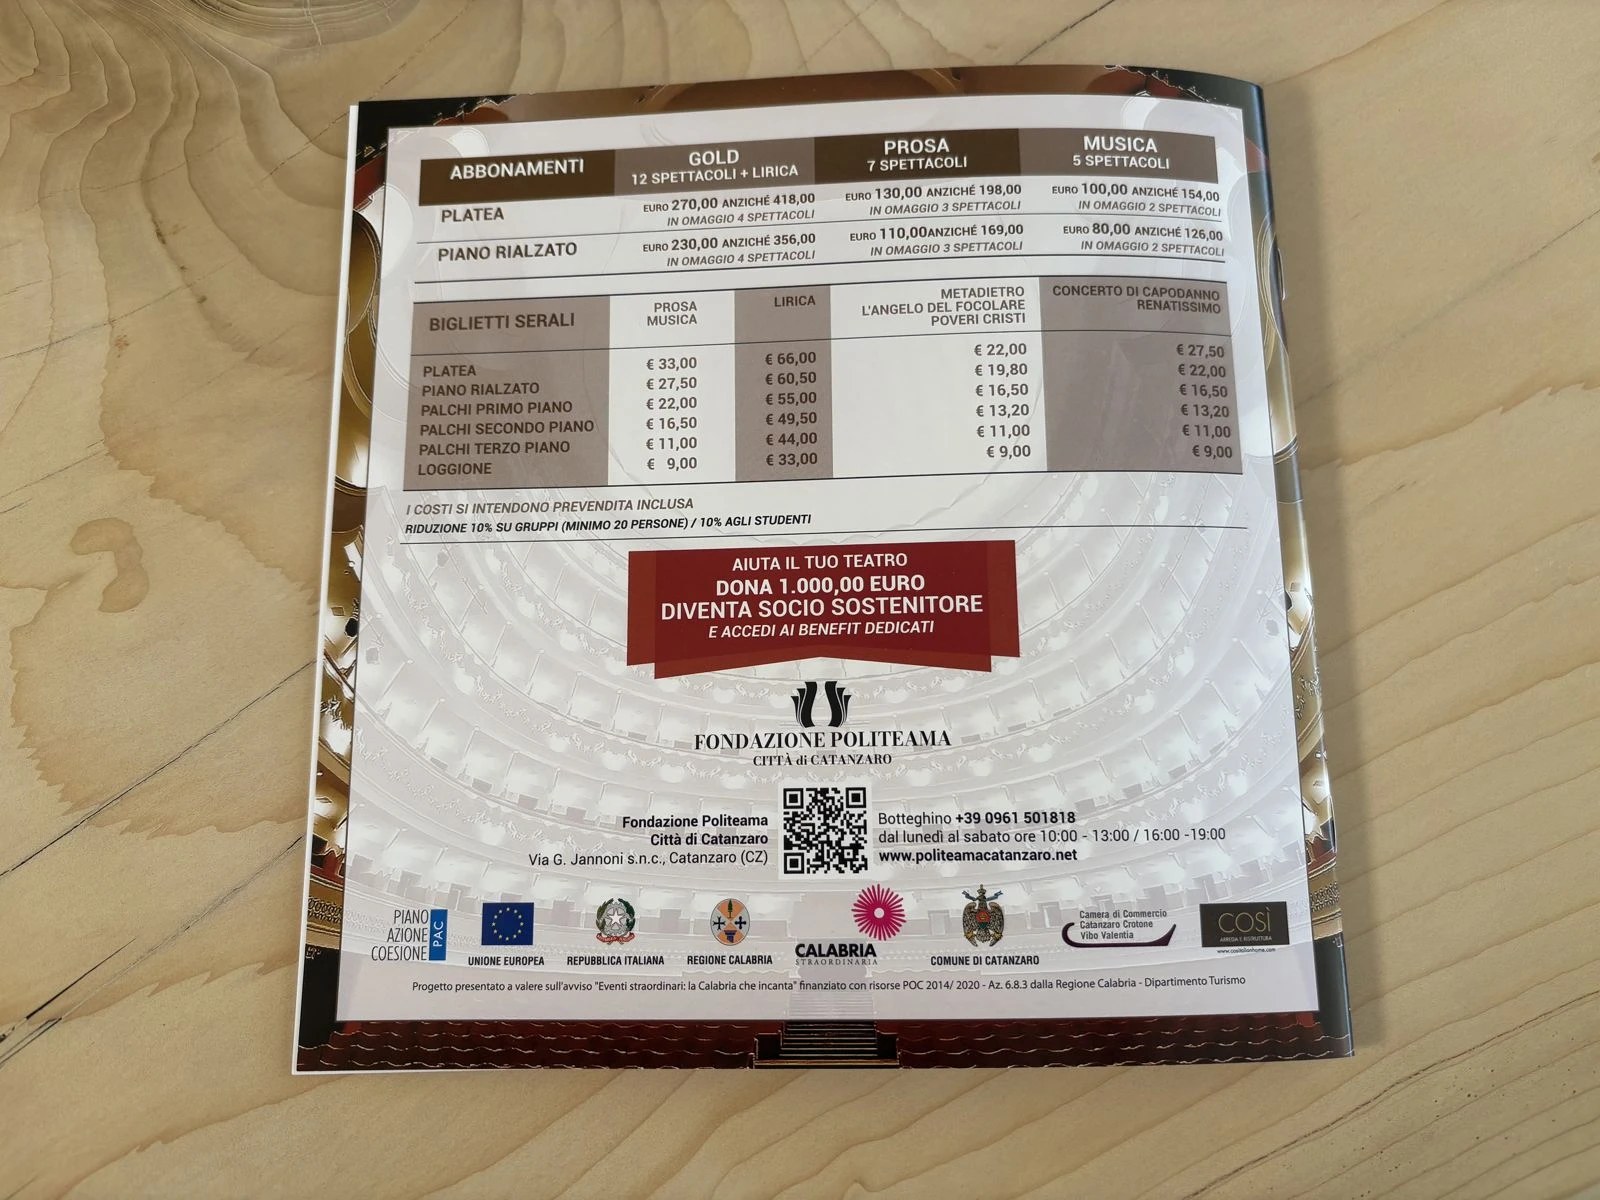 ABBONAMENTI
GOLD
12 SPETTACOLI + LIRICA
PROSA
7 SPETTACOLI
MUSICA
5 SPETTACOLI
PLATEA
EURO 270,00 ANZICHÉ 418,00
IN OMAGGIO 4 SPETTACOLI
EURO 130,00 ANZICHÉ 198,00
IN OMAGGIO 3 SPETTACOLI
EURO 100,00 ANZICHÉ 154,00
IN OMAGGIO 2 SPETTACOLI
PIANO RIALZATO
EURO 230,00 ANZICHÉ 356,00
IN OMAGGIO 4 SPETTACOLI
EURO 110,00ANZICHÉ 169,00
IN OMAGGIO 3 SPETTACOLI
EURO 80,00 ANZICHÉ 126,00
IN OMAGGIO 2 SPETTACOLI
BIGLIETTI SERALI
PROSA
MUSICA
LIRICA
METADIETRO
L'ANGELO DEL FOCOLARE
POVERI CRISTI
CONCERTO DI CAPODANNO
RENATISSIMO
PLATEA € 33,00 € 66,00 € 22,00 € 27,50
PIANO RIALZATO € 27,50 € 60,50 € 19,80 € 22,00
PALCHI PRIMO PIANO € 22,00 € 55,00 € 16,50 € 16,50
PALCHI SECONDO PIANO € 16,50 € 49,50 € 13,20 € 13,20
PALCHI TERZO PIANO € 11,00 € 44,00 € 11,00 € 11,00
LOGGIONE € 9,00 € 33,00 € 9,00 € 9,00
I COSTI SI INTENDONO PREVENDITA INCLUSA
RIDUZIONE 10% SU GRUPPI (MINIMO 20 PERSONE) / 10% AGLI STUDENTI
AIUTA IL TUO TEATRO
DONA 1.000,00 EURO
DIVENTA SOCIO SOSTENITORE
E ACCEDI AI BENEFIT DEDICATI
FONDAZIONE POLITEAMA
CITTÀ di CATANZARO
Fondazione Politeama
Città di Catanzaro
Via G. Jannoni s.n.c., Catanzaro (CZ)
Botteghino +39 0961 501818
dal lunedì al sabato ore 10:00 - 13:00 / 16:00 -19:00
www.politeamacatanzaro.net
PIANO
AZIONE
COESIONE
PAC
UNIONE EUROPEA
REPUBBLICA ITALIANA
REGIONE CALABRIA
CALABRIA
STRAORDINARIA
COMUNE DI CATANZARO
Camera di Commercio
Catanzaro Crotone
Vibo Valentia
COSÌ
ARREDA E RISTRUTTURA
www.cositalianhome.com
Progetto presentato a valere sull'avviso "Eventi straordinari: la Calabria che incanta" finanziato con risorse POC 2014/ 2020 - Az. 6.8.3 dalla Regione Calabria - Dipartimento Turismo